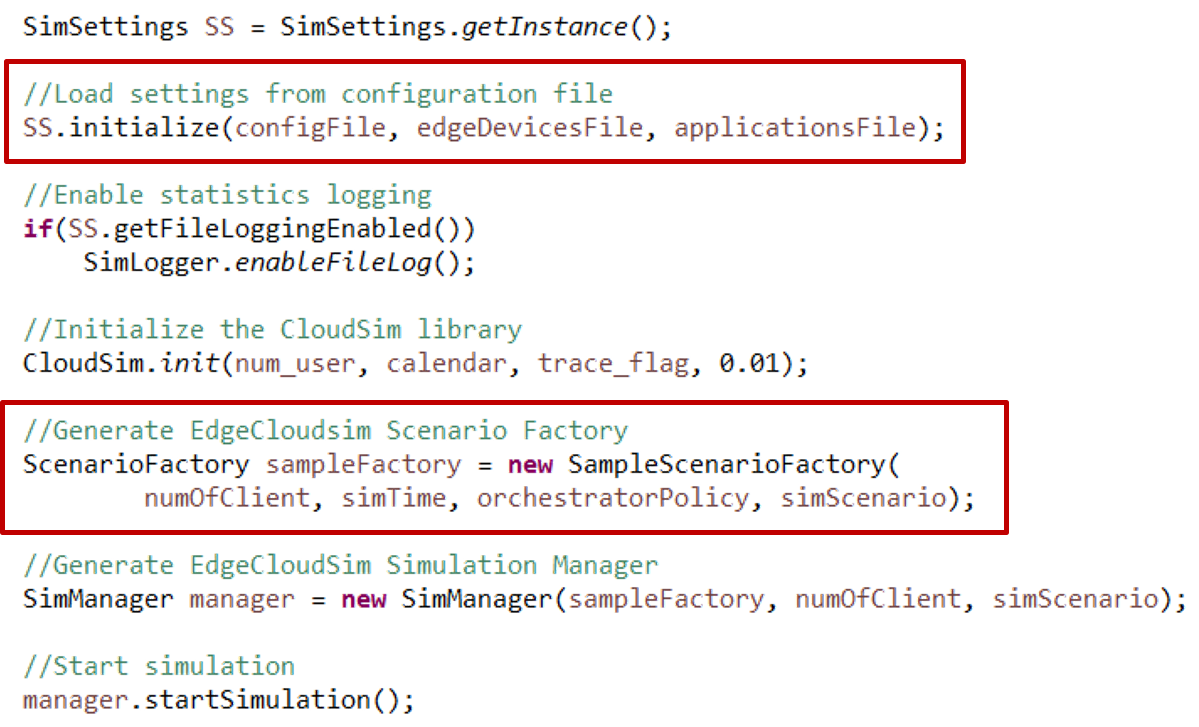 SimSettings SS = SimSettings.getInstance();
//Load settings from configuration file
SS.initialize(configFile, edgeDevicesFile, applicationsFile);
//Enable statistics logging
if(SS.getFileLoggingEnabled())
SimLogger.enableFileLog();
//Initialize the CloudSim library
CloudSim.init(num_user, calendar, trace_flag, 0.01);
//Generate EdgeCloudsim Scenario Factory
ScenarioFactory sampleFactory = new SampleScenarioFactory(
numOfClient, simTime, orchestratorPolicy, simScenario);
//Generate EdgeCloudSim Simulation Manager
SimManager manager = new SimManager(sampleFactory, numOfClient, simScenario);
//Start simulation
manager.startSimulation();